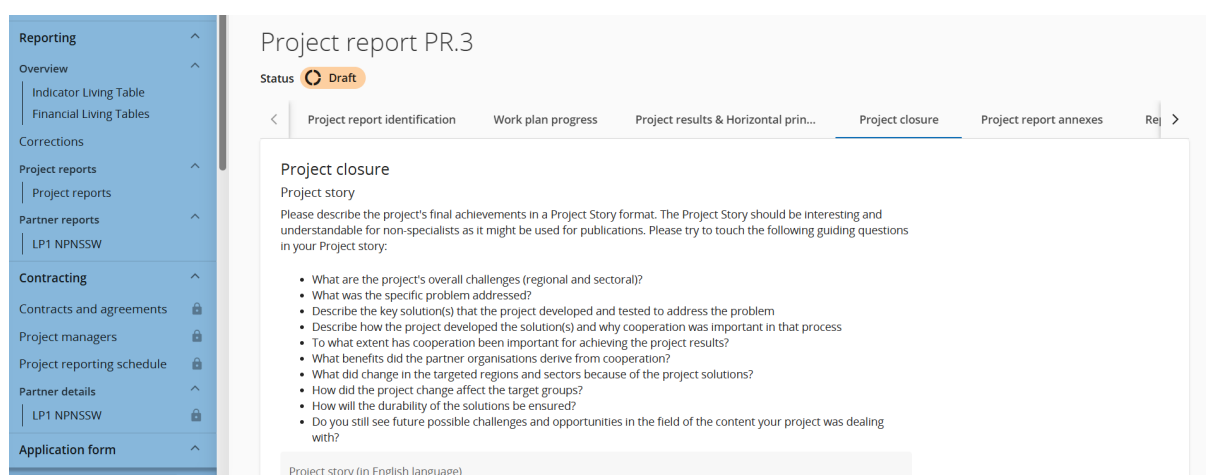 Reporting
Overview
Indicator Living Table
Financial Living Tables
Corrections
Project reports
Project reports
Partner reports
LP1 NPNSSW
Contracting
Contracts and agreements
Project managers
Project reporting schedule
Partner details
LP1 NPNSSW
Application form
Project report PR.3
Status Draft
Project report identification Work plan progress Project results & Horizontal prin... Project closure Project report annexes
Project closure
Project story
Please describe the project's final achievements in a Project Story format. The Project Story should be interesting and
understandable for non-specialists as it might be used for publications. Please try to touch the following guiding questions
in your Project story:
• What are the project's overall challenges (regional and sectoral)?
• What was the specific problem addressed?
• Describe the key solution(s) that the project developed and tested to address the problem
• Describe how the project developed the solution(s) and why cooperation was important in that process
• To what extent has cooperation been important for achieving the project results?
• What benefits did the partner organisations derive from cooperation?
• What did change in the targeted regions and sectors because of the project solutions?
• How did the project change affect the target groups?
• How will the durability of the solutions be ensured?
• Do you still see future possible challenges and opportunities in the field of the content your project was dealing
with?
Project story (in English language)